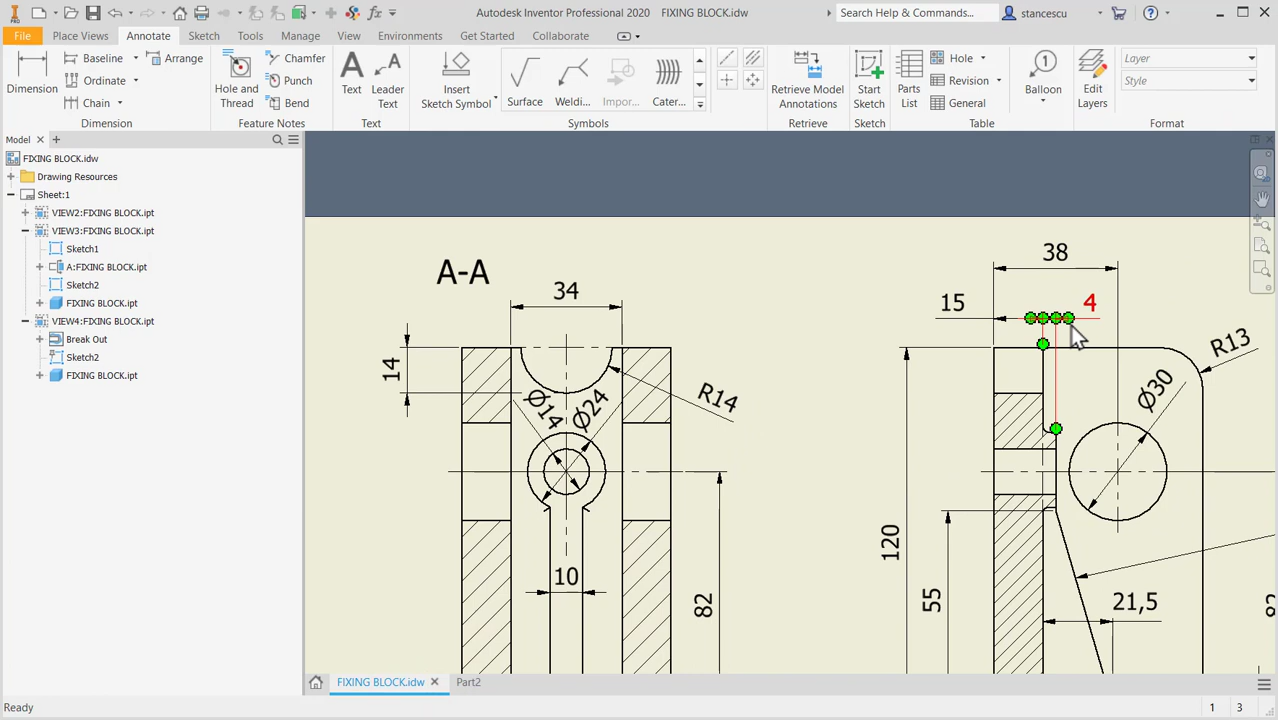 PRO
Autodesk Inventor Professional 2020 FIXING BLOCK.idw
Search Help & Commands...
stancescu
File Place Views Annotate Sketch Tools Manage View Environments Get Started Collaborate
Dimension
Baseline
Ordinate
Chain
Arrange
Dimension
Hole and Thread
Chamfer
Punch
Bend
Feature Notes
Text
Leader Text
Text
Insert Sketch Symbol
Surface
Weldi...
Impor...
Cater...
Symbols
Retrieve Model Annotations
Retrieve
Start Sketch
Sketch
Parts List
Hole
Revision
General
Table
Balloon
Edit Layers
Layer
Style
Format
Model
FIXING BLOCK.idw
Drawing Resources
Sheet:1
VIEW2:FIXING BLOCK.ipt
VIEW3:FIXING BLOCK.ipt
Sketch1
A:FIXING BLOCK.ipt
Sketch2
FIXING BLOCK.ipt
VIEW4:FIXING BLOCK.ipt
Break Out
Sketch2
FIXING BLOCK.ipt
A-A
34
14
R14
Ø14
Ø24
10
82
38
15
4
R13
Ø30
120
55
21,5
FIXING BLOCK.idw Part2
Ready
1 3